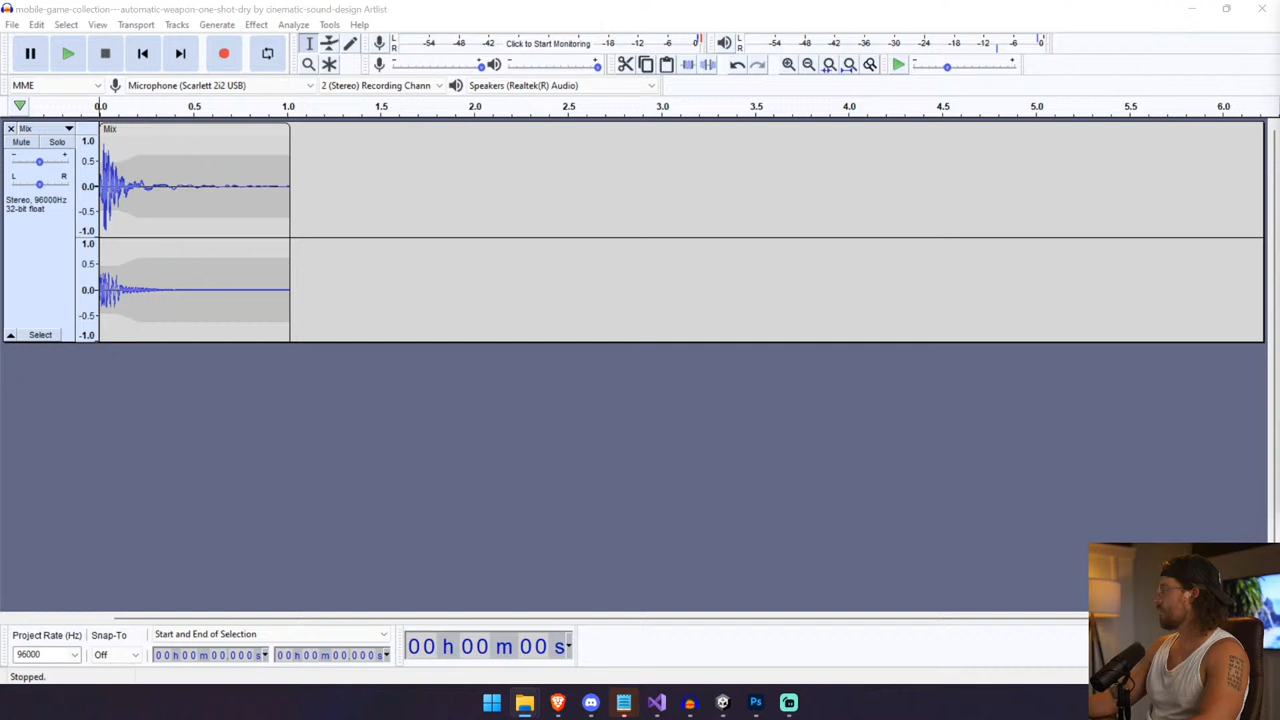 mobile-game-collection---automatic-weapon-one-shot-dry by cinematic-sound-design Artlist
File Edit Select View Transport Tracks Generate Effect Analyze Tools Help
L R -54 -48 -42 Click to Start Monitoring -18 -12 -6 0
L R -54 -48 -42 -36 -30 -24 -18 -12 -6 0
MME Microphone (Scarlett 2i2 USB) 2 (Stereo) Recording Chann Speakers (Realtek(R) Audio)
0.0 0.5 1.0 1.5 2.0 2.5 3.0 3.5 4.0 4.5 5.0 5.5 6.0
Mix
Mute Solo
- +
L R
Stereo, 96000Hz
32-bit float
Select
Mix
1.0
0.5
0.0
-0.5
-1.0
1.0
0.5
0.0
-0.5
-1.0
Project Rate (Hz) Snap-To Start and End of Selection
96000 Off 00 h 00 m 00.000 s 00 h 00 m 00.000 s
00 h 00 m 00 s
Stopped.
Ps